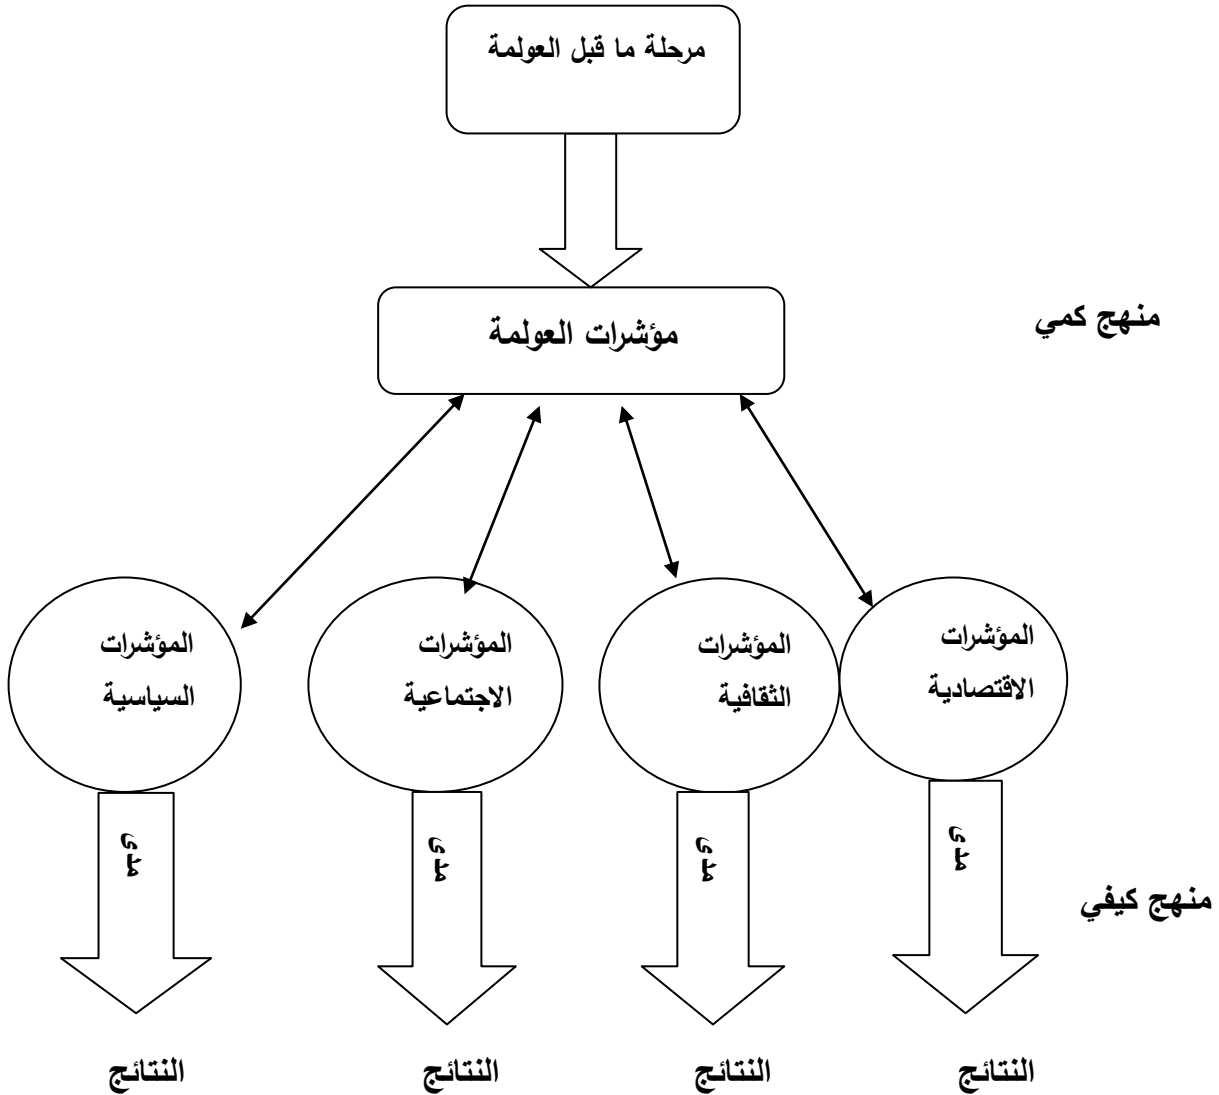 مرحلة ما قبل العولمة
منهج كمي
مؤشرات العولمة
المؤشرات
الاقتصادية
المؤشرات
الثقافية
المؤشرات
الاجتماعية
المؤشرات
السياسية
مدى
مدى
مدى
مدى
منهج كيفي
النتائج
النتائج
النتائج
النتائج